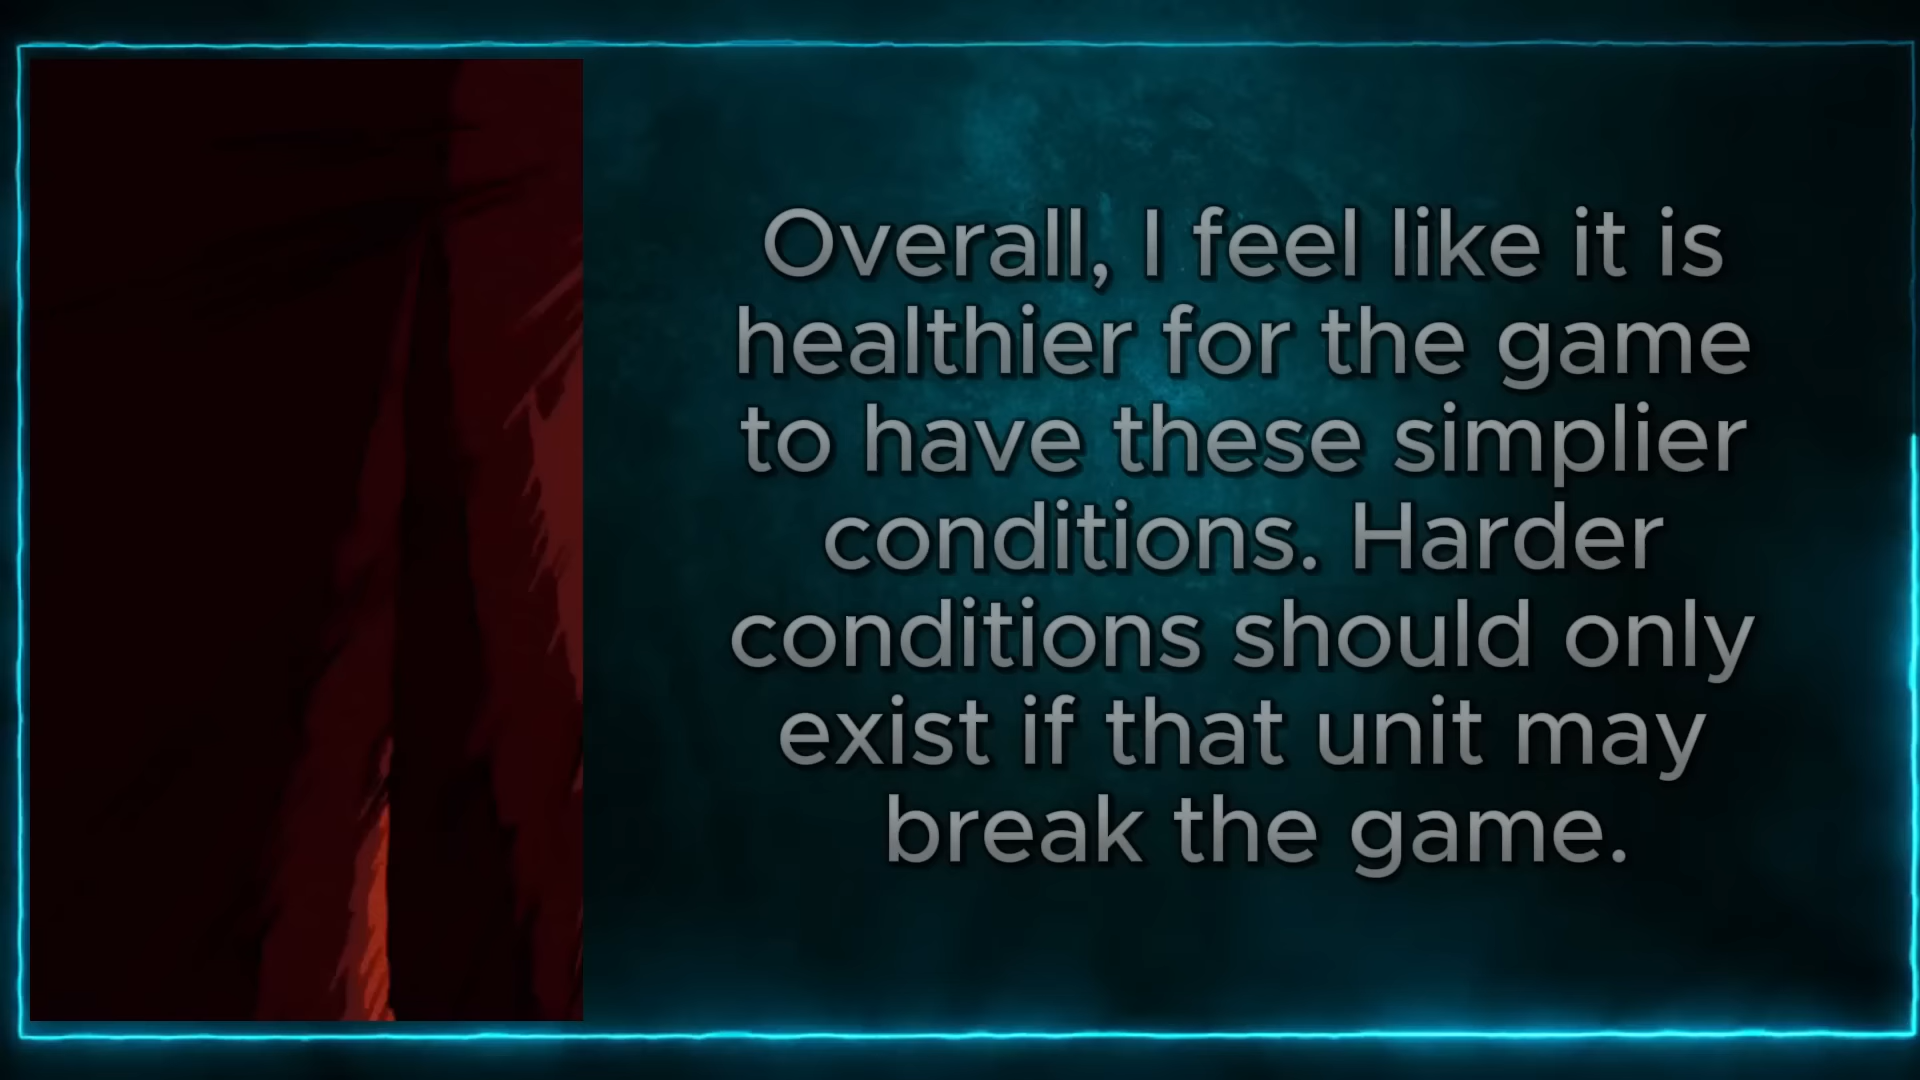 Overall, I feel like it is
healthier for the game
to have these simplier
conditions. Harder
conditions should only
exist if that unit may
break the game.